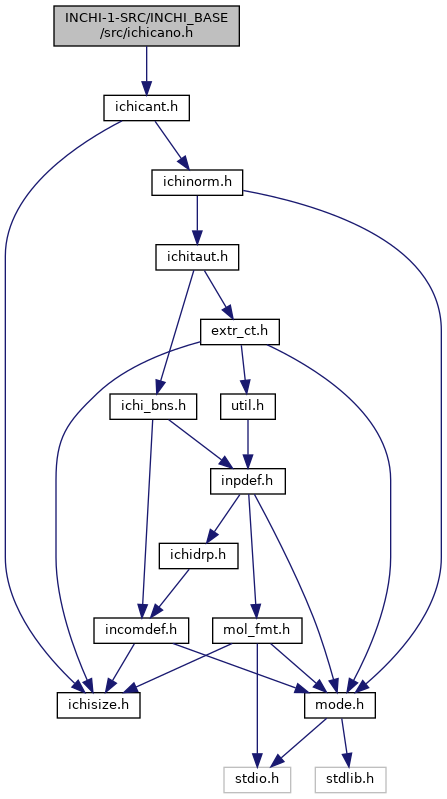 INCHI-1-SRC/INCHI_BASE
/src/ichicano.h
ichicant.h
ichinorm.h
ichitaut.h
extr_ct.h
ichi_bns.h
util.h
inpdef.h
ichidrp.h
incomdef.h
mol_fmt.h
ichisize.h
mode.h
stdio.h
stdlib.h